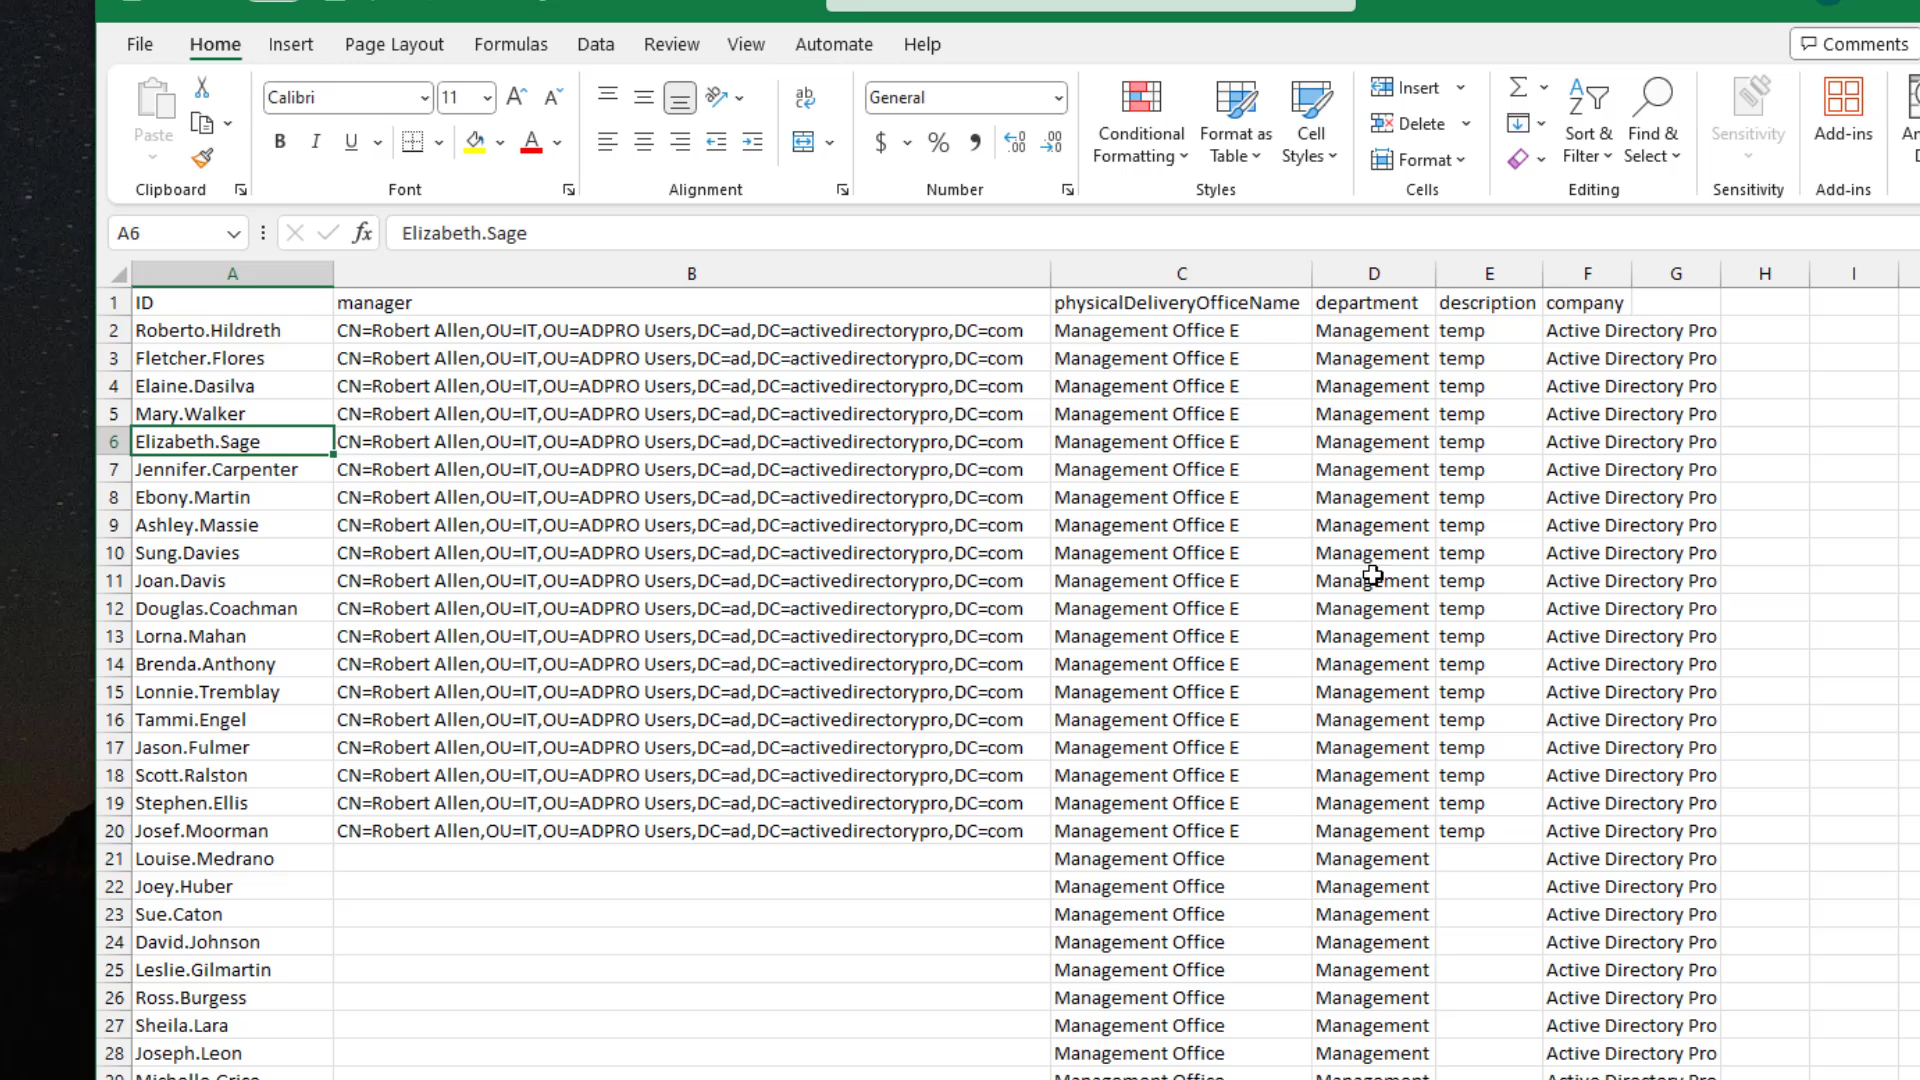 File Home Insert Page Layout Formulas Data Review View Automate Help Comments
Paste Calibri 11 General Conditional Formatting Format as Table Cell Styles Insert Delete Format Sort & Filter Find & Select Sensitivity Add-ins
Clipboard Font Alignment Number Styles Cells Editing Sensitivity Add-ins
A6 fx Elizabeth.Sage
A B C D E F G H I
1 ID manager physicalDeliveryOfficeName department description company
2 Roberto.Hildreth CN=Robert Allen,OU=IT,OU=ADPRO Users,DC=ad,DC=activedirectorypro,DC=com Management Office E Management temp Active Directory Pro
3 Fletcher.Flores CN=Robert Allen,OU=IT,OU=ADPRO Users,DC=ad,DC=activedirectorypro,DC=com Management Office E Management temp Active Directory Pro
4 Elaine.Dasilva CN=Robert Allen,OU=IT,OU=ADPRO Users,DC=ad,DC=activedirectorypro,DC=com Management Office E Management temp Active Directory Pro
5 Mary.Walker CN=Robert Allen,OU=IT,OU=ADPRO Users,DC=ad,DC=activedirectorypro,DC=com Management Office E Management temp Active Directory Pro
6 Elizabeth.Sage CN=Robert Allen,OU=IT,OU=ADPRO Users,DC=ad,DC=activedirectorypro,DC=com Management Office E Management temp Active Directory Pro
7 Jennifer.Carpenter CN=Robert Allen,OU=IT,OU=ADPRO Users,DC=ad,DC=activedirectorypro,DC=com Management Office E Management temp Active Directory Pro
8 Ebony.Martin CN=Robert Allen,OU=IT,OU=ADPRO Users,DC=ad,DC=activedirectorypro,DC=com Management Office E Management temp Active Directory Pro
9 Ashley.Massie CN=Robert Allen,OU=IT,OU=ADPRO Users,DC=ad,DC=activedirectorypro,DC=com Management Office E Management temp Active Directory Pro
10 Sung.Davies CN=Robert Allen,OU=IT,OU=ADPRO Users,DC=ad,DC=activedirectorypro,DC=com Management Office E Management temp Active Directory Pro
11 Joan.Davis CN=Robert Allen,OU=IT,OU=ADPRO Users,DC=ad,DC=activedirectorypro,DC=com Management Office E Management temp Active Directory Pro
12 Douglas.Coachman CN=Robert Allen,OU=IT,OU=ADPRO Users,DC=ad,DC=activedirectorypro,DC=com Management Office E Management temp Active Directory Pro
13 Lorna.Mahan CN=Robert Allen,OU=IT,OU=ADPRO Users,DC=ad,DC=activedirectorypro,DC=com Management Office E Management temp Active Directory Pro
14 Brenda.Anthony CN=Robert Allen,OU=IT,OU=ADPRO Users,DC=ad,DC=activedirectorypro,DC=com Management Office E Management temp Active Directory Pro
15 Lonnie.Tremblay CN=Robert Allen,OU=IT,OU=ADPRO Users,DC=ad,DC=activedirectorypro,DC=com Management Office E Management temp Active Directory Pro
16 Tammi.Engel CN=Robert Allen,OU=IT,OU=ADPRO Users,DC=ad,DC=activedirectorypro,DC=com Management Office E Management temp Active Directory Pro
17 Jason.Fulmer CN=Robert Allen,OU=IT,OU=ADPRO Users,DC=ad,DC=activedirectorypro,DC=com Management Office E Management temp Active Directory Pro
18 Scott.Ralston CN=Robert Allen,OU=IT,OU=ADPRO Users,DC=ad,DC=activedirectorypro,DC=com Management Office E Management temp Active Directory Pro
19 Stephen.Ellis CN=Robert Allen,OU=IT,OU=ADPRO Users,DC=ad,DC=activedirectorypro,DC=com Management Office E Management temp Active Directory Pro
20 Josef.Moorman CN=Robert Allen,OU=IT,OU=ADPRO Users,DC=ad,DC=activedirectorypro,DC=com Management Office E Management temp Active Directory Pro
21 Louise.Medrano Management Office Management Active Directory Pro
22 Joey.Huber Management Office Management Active Directory Pro
23 Sue.Caton Management Office Management Active Directory Pro
24 David.Johnson Management Office Management Active Directory Pro
25 Leslie.Gilmartin Management Office Management Active Directory Pro
26 Ross.Burgess Management Office Management Active Directory Pro
27 Sheila.Lara Management Office Management Active Directory Pro
28 Joseph.Leon Management Office Management Active Directory Pro